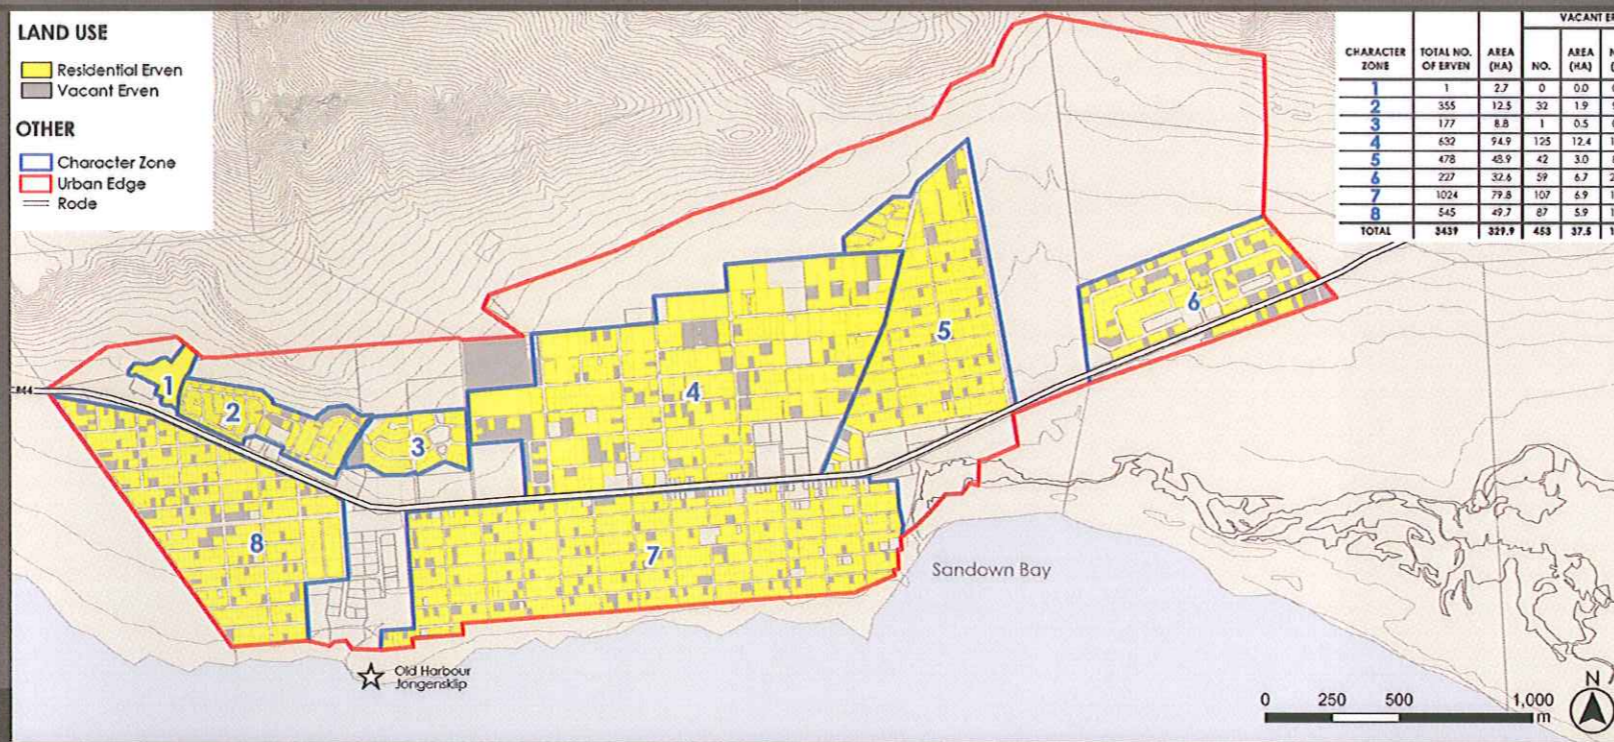 LAND USE
Residential Erven
Vacant Erven
OTHER
Character Zone
Urban Edge
Rode
VACANT ER
CHARACTER ZONE TOTAL NO. OF ERVEN AREA (HA) NO. AREA (HA)
1 1 2.7 0 0.0
2 355 12.5 32 1.9
3 177 8.8 1 0.5
4 632 94.9 125 12.4
5 478 48.9 42 3.0
6 227 32.6 59 6.7
7 1024 79.8 107 6.9
8 545 49.7 87 5.9
TOTAL 3439 329.9 453 37.5
R44
1
2
3
4
5
6
7
8
Sandown Bay
Old Harbour
Jongensklip
0 250 500 1,000
m
N